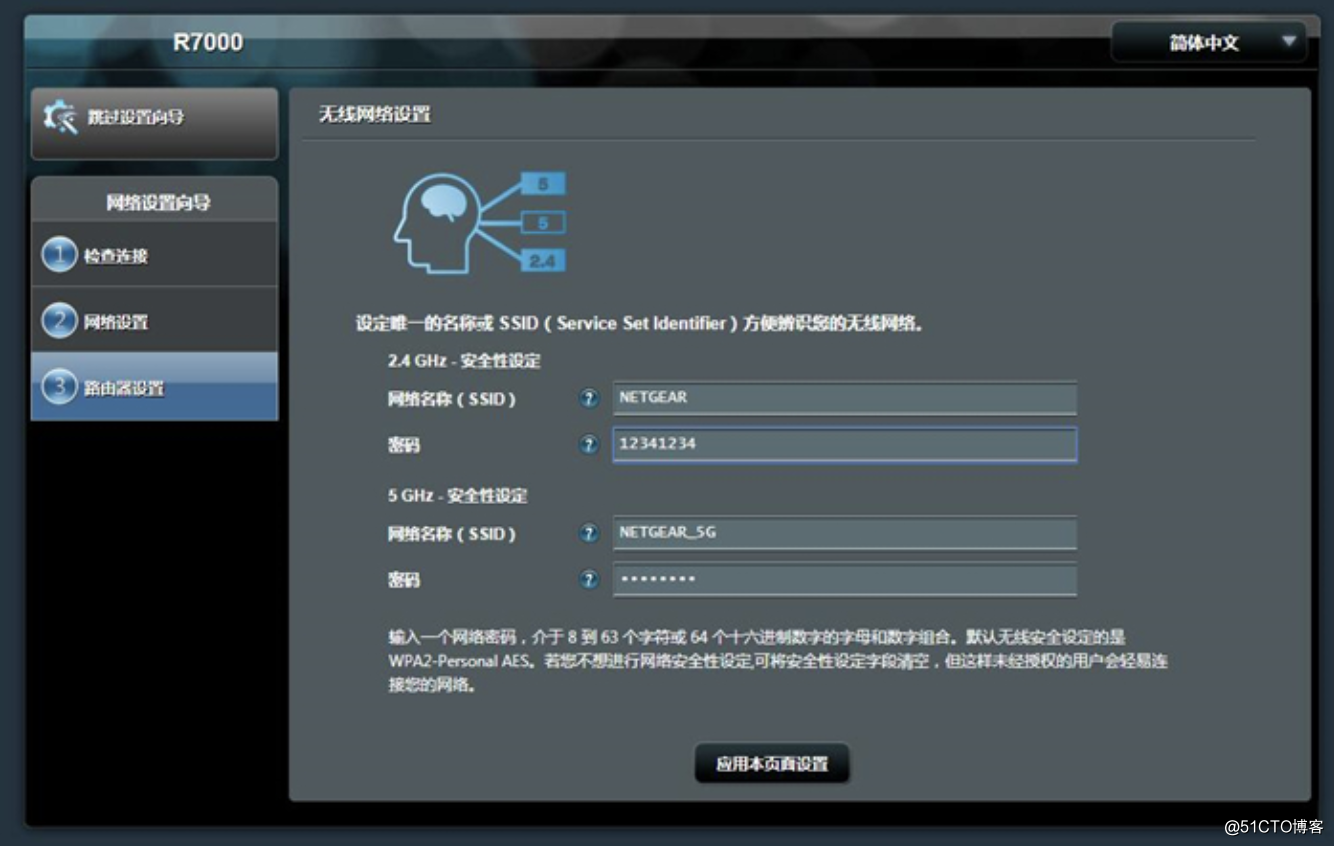 R7000
简体中文
跳过设置向导
网络设置向导
1 检查连接
2 网络设置
3 路由器设置
无线网络设置
5
5
2.4
设定唯一的名称或 SSID ( Service Set Identifier ) 方便辨识您的无线网络。
2.4 GHz - 安全性设定
网络名称 ( SSID ) ? NETGEAR
密码 ? 12341234
5 GHz - 安全性设定
网络名称 ( SSID ) ? NETGEAR_5G
密码 ? ••••••••
输入一个网络密码，介于 8 到 63 个字符或 64 个十六进制数字的字母和数字组合。默认无线安全设定的是
WPA2-Personal AES。若您不想进行网络安全性设定,可将安全性设定字段清空，但这样未经授权的用户会轻易连
接您的网络。
应用本页面设置
@51CTO博客